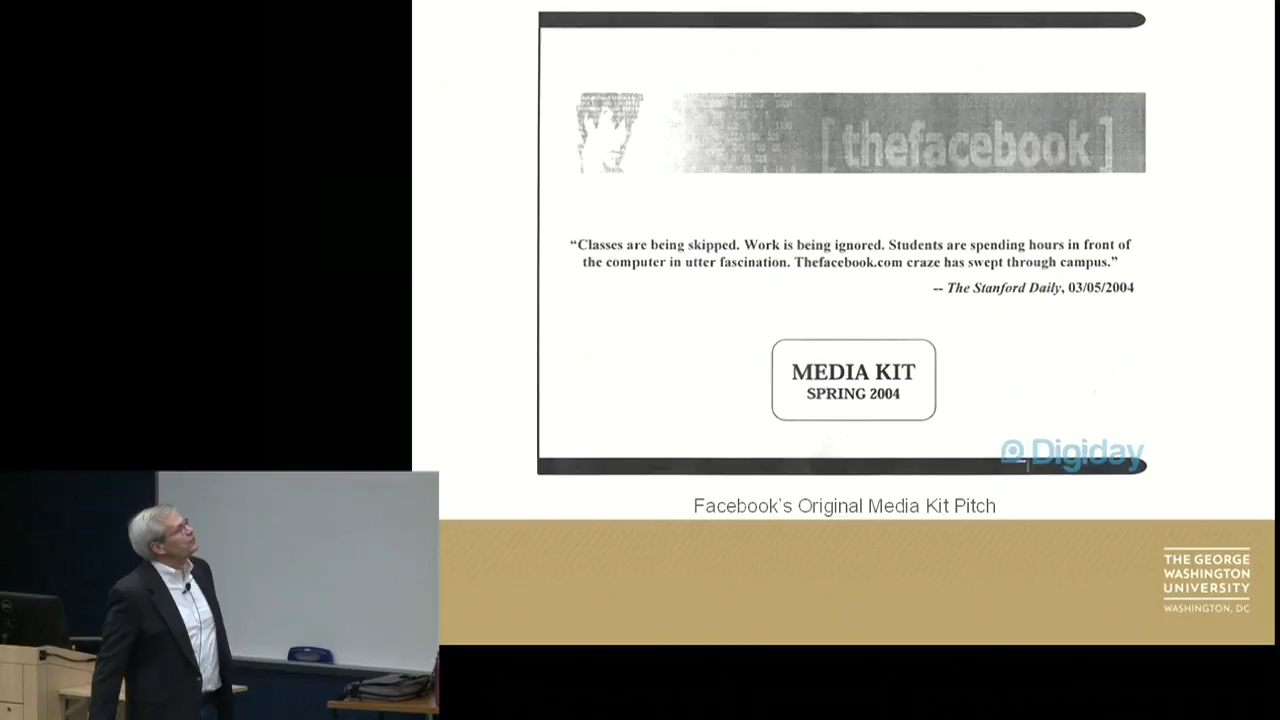 [thefacebook]
“Classes are being skipped. Work is being ignored. Students are spending hours in front of
the computer in utter fascination. Thefacebook.com craze has swept through campus.”
-- The Stanford Daily, 03/05/2004
MEDIA KIT
SPRING 2004
Digiday
Facebook's Original Media Kit Pitch
THE GEORGE
WASHINGTON
UNIVERSITY
WASHINGTON, DC